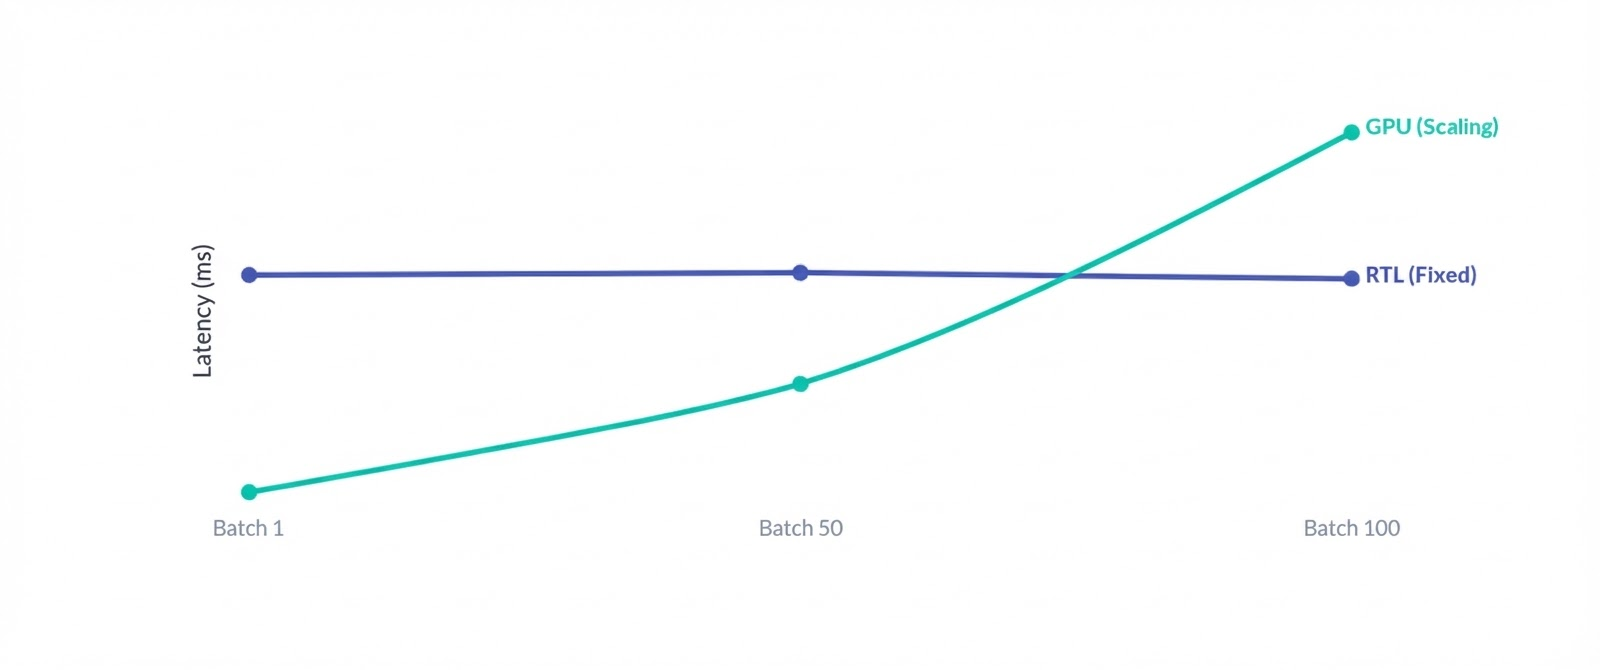 GPU (Scaling)
Latency (ms)
RTL (Fixed)
Batch 1
Batch 50
Batch 100